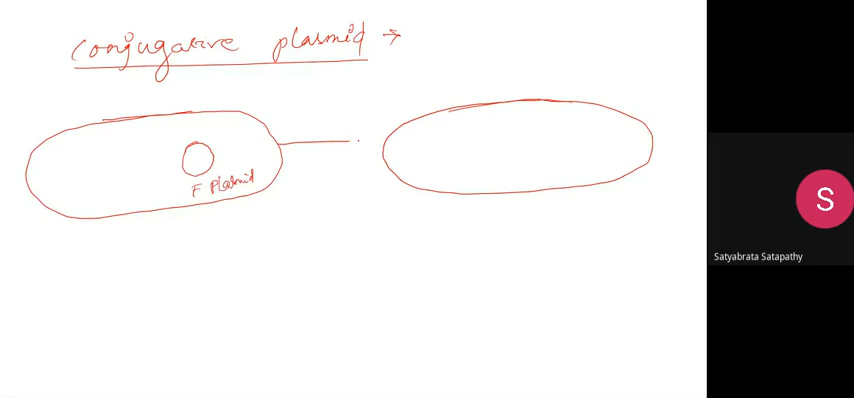 conjugative plasmid →
F Plasmid
S
Satyabrata Satapathy